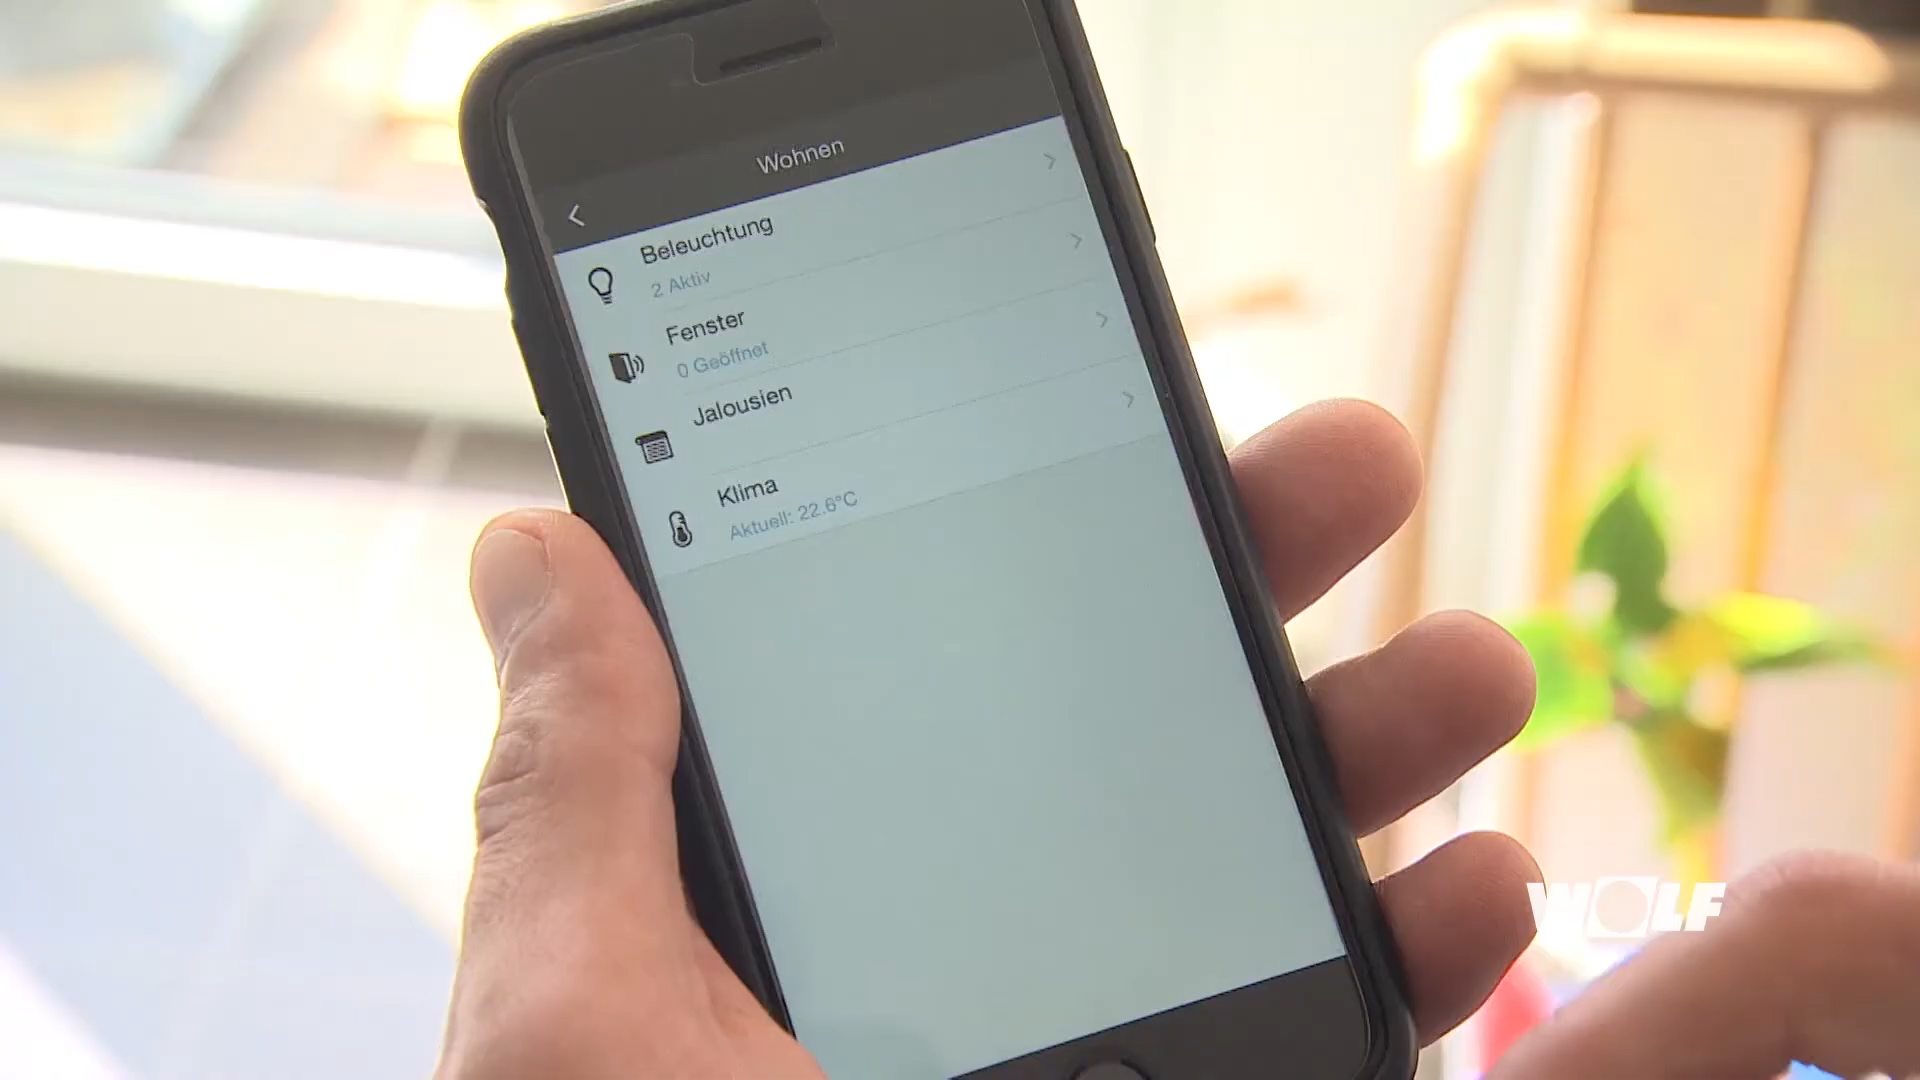 Wohnen
Beleuchtung
2 Aktiv
Fenster
0 Geöffnet
Jalousien
Klima
Aktuell: 22.6°C
WOLF